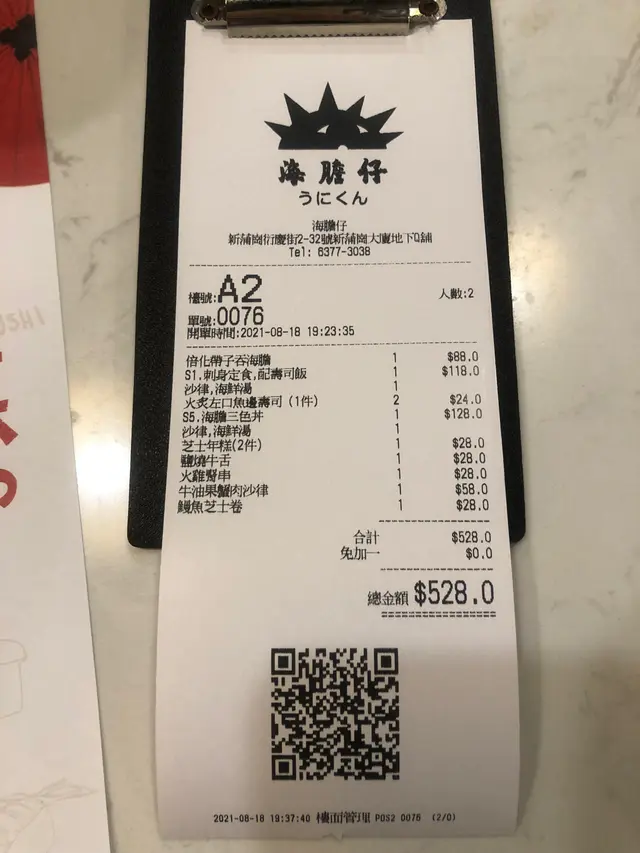 海膽仔
うにくん
海膽仔
新蒲崗衍慶街2-32號新蒲崗大廈地下Q舖
Tel: 6377-3038
檯號:A2 人數:2
單號:0076
開單時間:2021-08-18 19:23:35
倍化帶子吞海膽 1 $88.0
S1.刺身定食,配壽司飯 1 $118.0
沙律,海鮮湯 1
火炙左口魚邊壽司 (1件) 2 $24.0
S5.海膽三色丼 1 $128.0
沙律,海鮮湯 1
芝士年糕(2件) 1 $28.0
鹽燒牛舌 1 $28.0
火雞腎串 1 $28.0
牛油果蟹肉沙律 1 $58.0
鰻魚芝士卷 1 $28.0
合計 $528.0
免加一 $0.0
總金額 $528.0
2021-08-18 19:37:40 樓面管理 POS2 0076 (2/0)